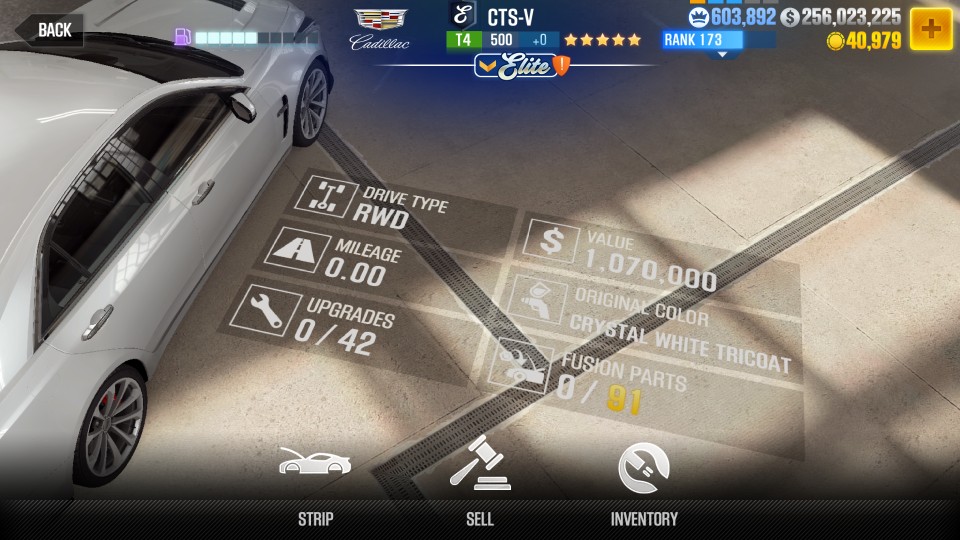 BACK
Cadillac
CTS-V
T4 500 +0
Elite
RANK 173
603,892
$ 256,023,225
40,979
DRIVE TYPE
RWD
MILEAGE
0.00
UPGRADES
0 / 42
$
VALUE
1,070,000
ORIGINAL COLOR
CRYSTAL WHITE TRICOAT
FUSION PARTS
0 / 91
STRIP
SELL
INVENTORY